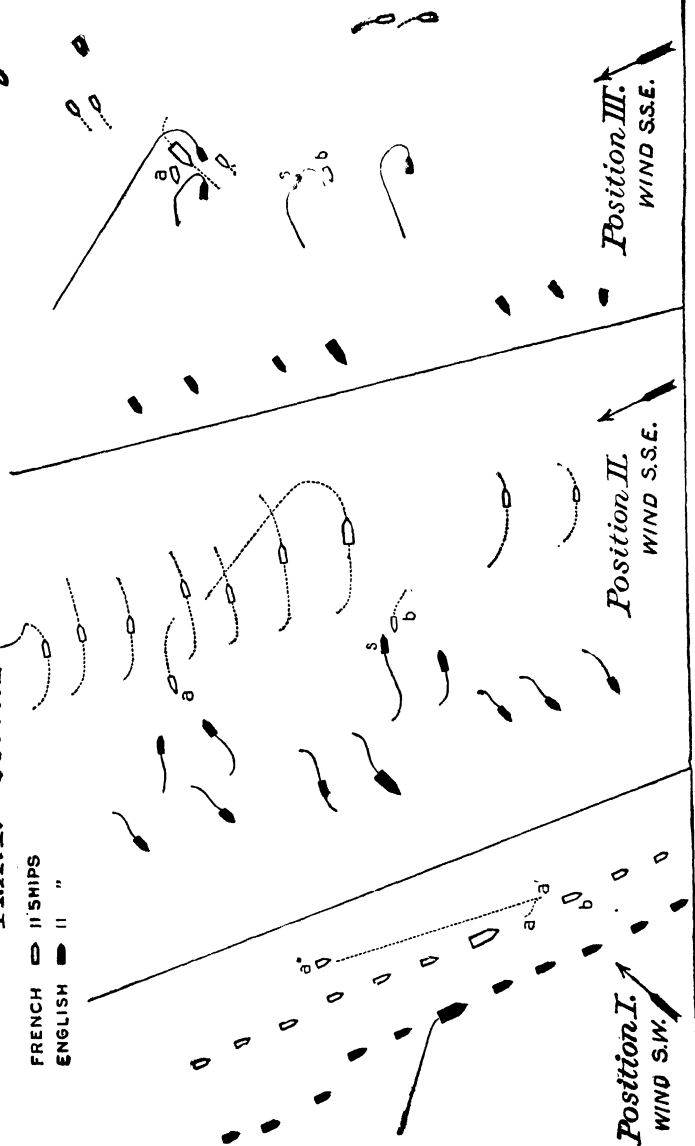 FRENCH 11 SHIPS
ENGLISH 11 "
Position I.
WIND S.W.
a"
a
a'
b
Position II.
WIND S.S.E.
a
s
b
Position III.
WIND S.S.E.
a
s
s
b